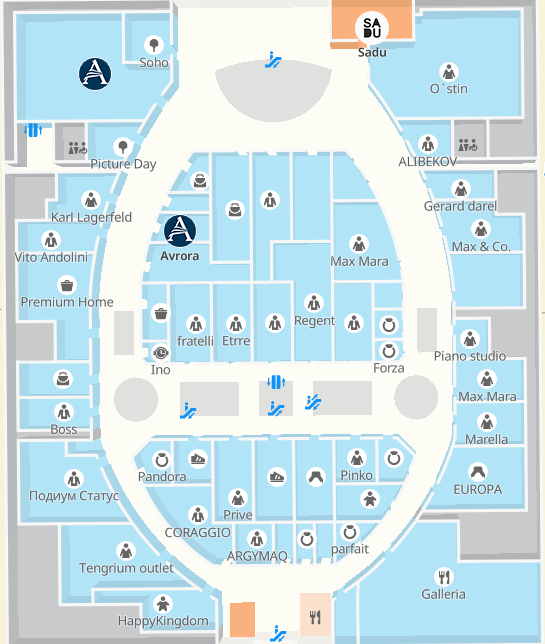 SA
DU
Sadu
Soho
O`stin
Picture Day
ALIBEKOV
Karl Lagerfeld
Gerard darel
Vito Andolini
Avrora
Max Mara
Max & Co.
Premium Home
fratelli
Etrre
Regent
Ino
Forza
Piano studio
Max Mara
Boss
Marella
Pandora
Pinko
EUROPA
Подиум Статус
Prive
CORAGGIO
ARGYMAQ
parfait
Tengrium outlet
Galleria
HappyKingdom